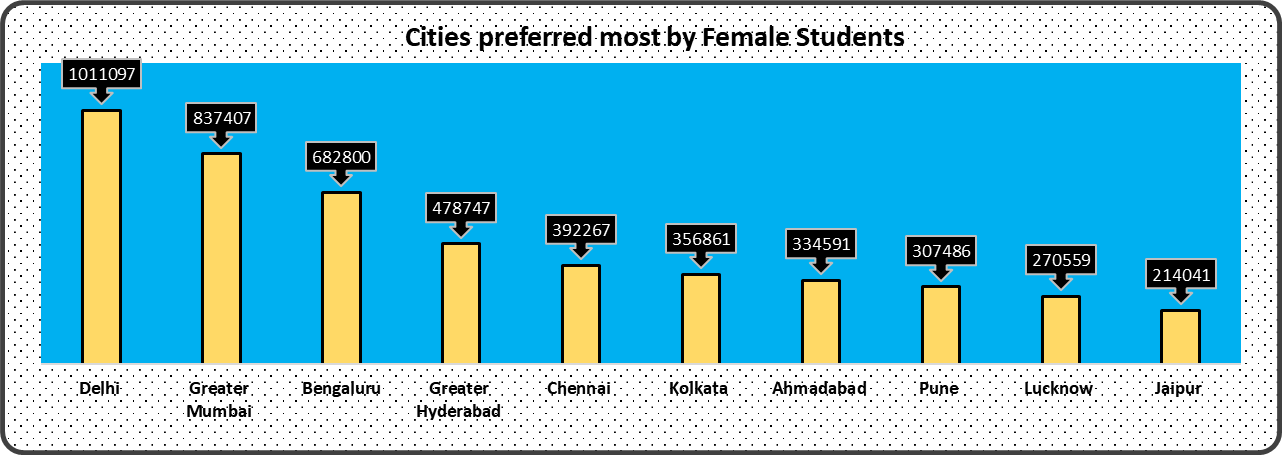 Cities preferred most by Female Students
1011097
837407
682800
478747
392267
356861
334591
307486
270559
214041
Delhi
Greater
Mumbai
Bengaluru
Greater
Hyderabad
Chennai
Kolkata
Ahmadabad
Pune
Lucknow
Jaipur